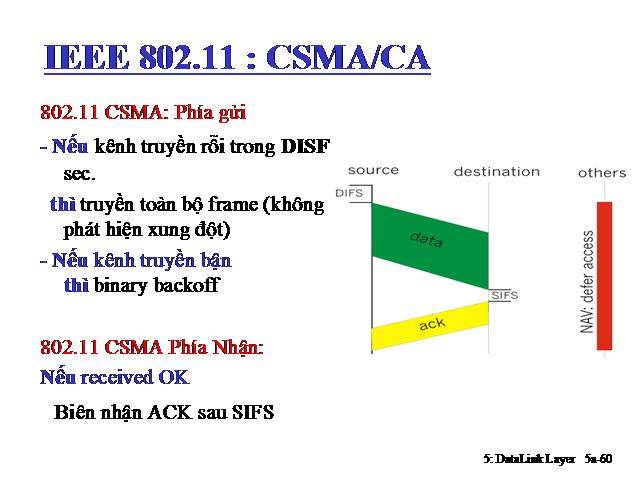 IEEE 802.11 : CSMA/CA
802.11 CSMA: Phía gửi
- Nếu kênh truyền rỗi trong DISF
sec.
thì truyền toàn bộ frame (không
phát hiện xung đột)
- Nếu kênh truyền bận
thì binary backoff
802.11 CSMA Phía Nhận:
Nếu received OK
Biên nhận ACK sau SIFS
source
destination
others
DIFS
data
SIFS
ack
NAV: defer access
5: DataLink Layer 5a-60